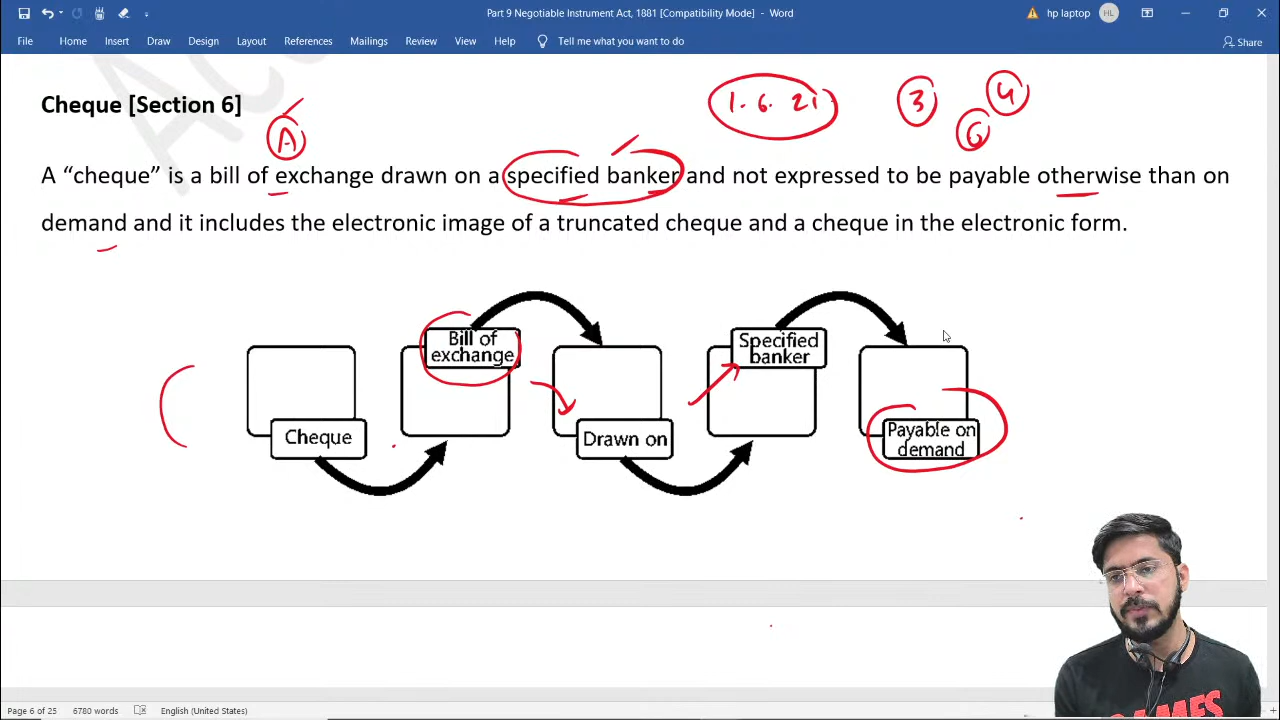 Part 9 Negotiable Instrument Act, 1881 [Compatibility Mode] - Word
hp laptop
HL
File Home Insert Draw Design Layout References Mailings Review View Help Tell me what you want to do
Share
Cheque [Section 6]
A
1. 6. 21
3
4
6
A “cheque” is a bill of exchange drawn on a specified banker and not expressed to be payable otherwise than on
demand and it includes the electronic image of a truncated cheque and a cheque in the electronic form.
Cheque
Bill of
exchange
Drawn on
Specified
banker
Payable on
demand
GAMES
Page 6 of 25 6780 words English (United States)